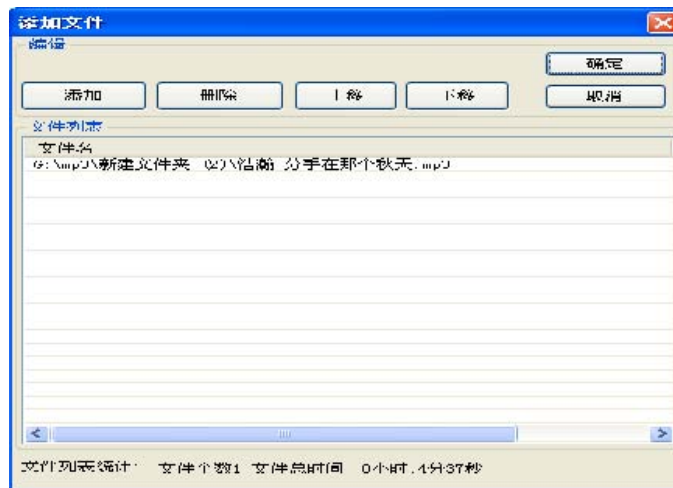 添加文件
编辑
确定
添加 删除 上移 下移 取消
文件列表
文件名
G:\mp3\新建文件夹 (2)\浩瀚 分手在那个秋天.mp3
文件列表统计: 文件个数1 文件总时间 0小时.4分37秒